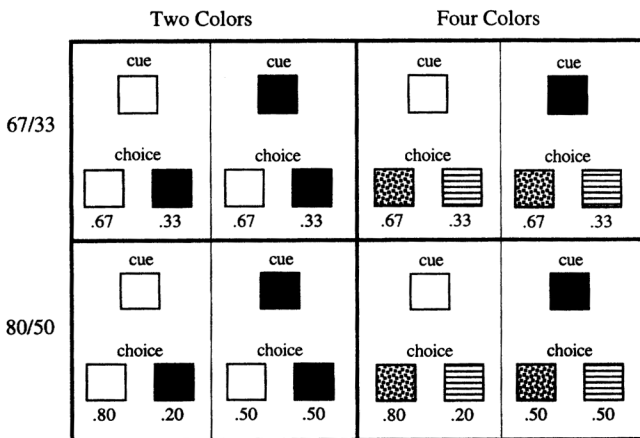 Two Colors Four Colors
cue cue cue cue
67/33
choice choice choice choice
.67 .33 .67 .33 .67 .33 .67 .33
cue cue cue cue
80/50
choice choice choice choice
.80 .20 .50 .50 .80 .20 .50 .50